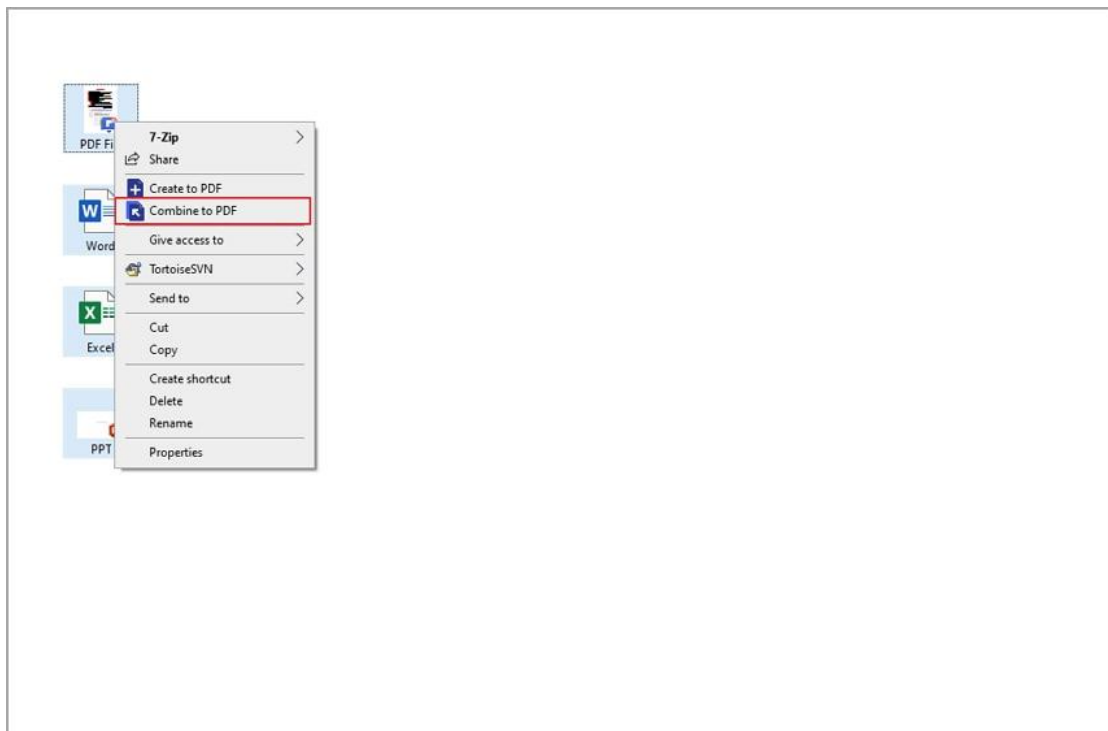 PDF Fi
7-Zip
Share
Create to PDF
Combine to PDF
Give access to
TortoiseSVN
Send to
Cut
Copy
Create shortcut
Delete
Rename
Properties
W
Word
X
Excel
PPT